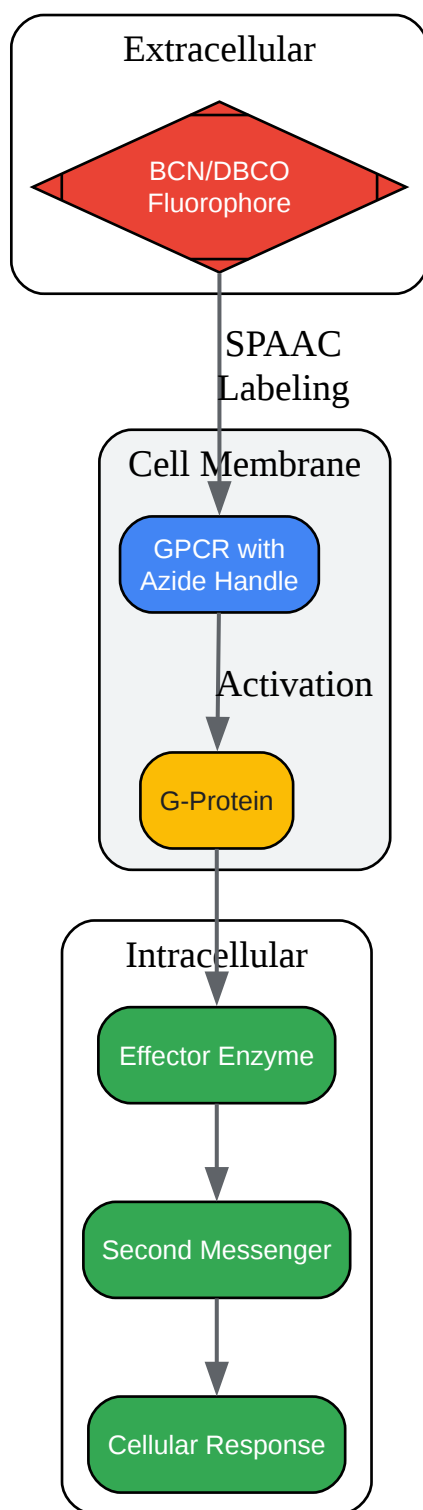 Extracellular
BCN/DBCO
Fluorophore
SPAAC
Labeling
Cell Membrane
GPCR with
Azide Handle
Activation
G-Protein
Intracellular
Effector Enzyme
Second Messenger
Cellular Response